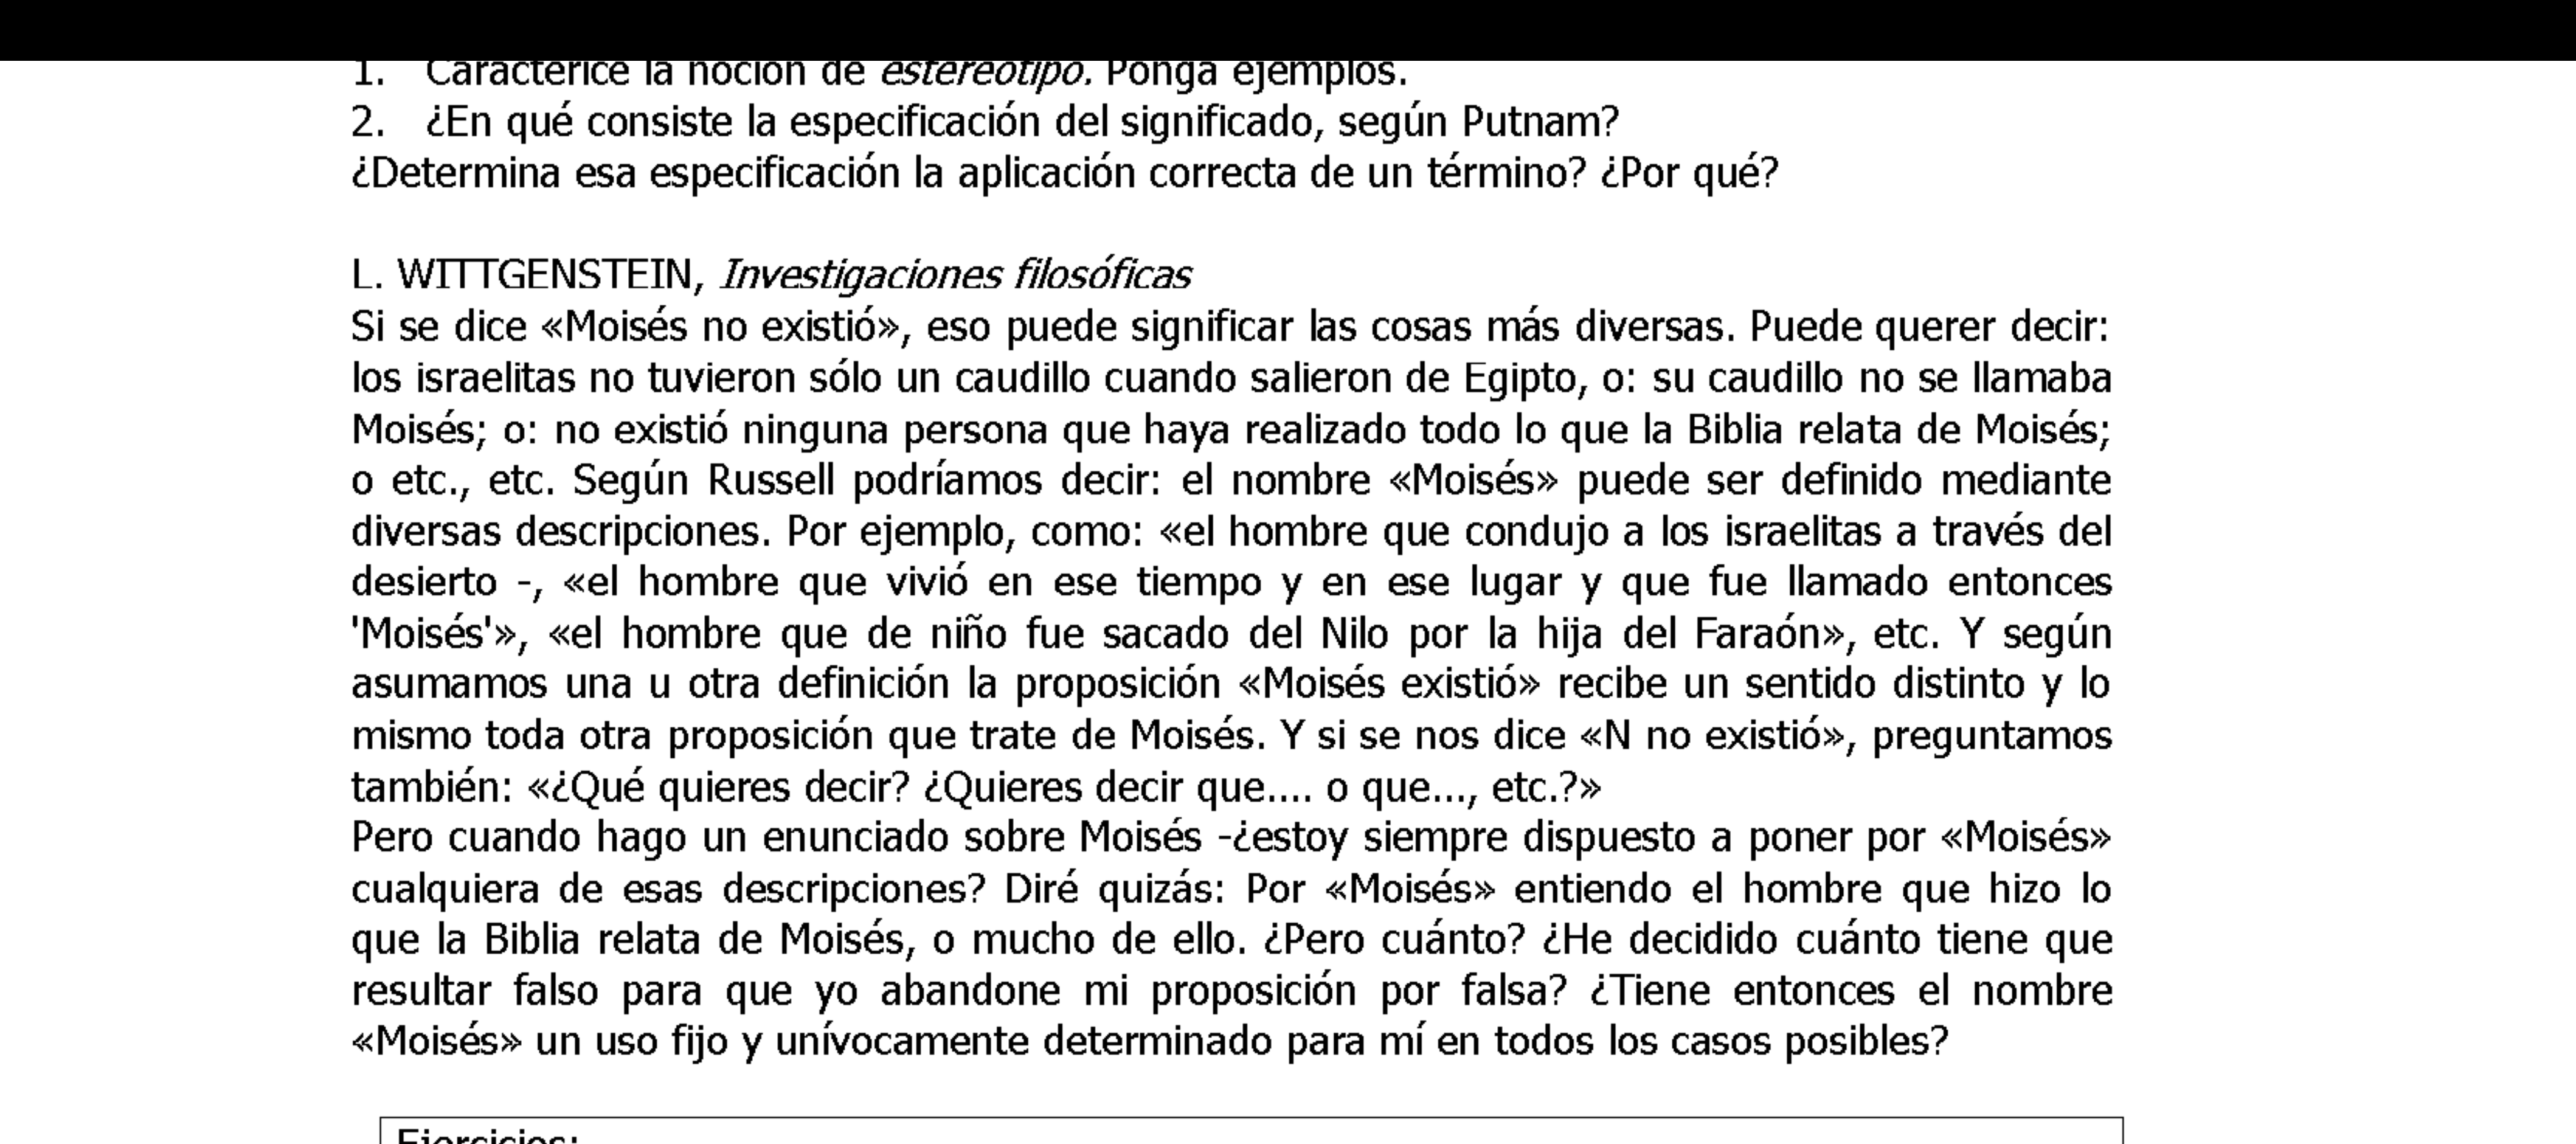 1. Caracterice la noción de estereotipo. Ponga ejemplos.
2. ¿En qué consiste la especificación del significado, según Putnam?
¿Determina esa especificación la aplicación correcta de un término? ¿Por qué?
L. WITTGENSTEIN, Investigaciones filosóficas
Si se dice «Moisés no existió», eso puede significar las cosas más diversas. Puede querer decir:
los israelitas no tuvieron sólo un caudillo cuando salieron de Egipto, o: su caudillo no se llamaba
Moisés; o: no existió ninguna persona que haya realizado todo lo que la Biblia relata de Moisés;
o etc., etc. Según Russell podríamos decir: el nombre «Moisés» puede ser definido mediante
diversas descripciones. Por ejemplo, como: «el hombre que condujo a los israelitas a través del
desierto -, «el hombre que vivió en ese tiempo y en ese lugar y que fue llamado entonces
'Moisés'», «el hombre que de niño fue sacado del Nilo por la hija del Faraón», etc. Y según
asumamos una u otra definición la proposición «Moisés existió» recibe un sentido distinto y lo
mismo toda otra proposición que trate de Moisés. Y si se nos dice «N no existió», preguntamos
también: «¿Qué quieres decir? ¿Quieres decir que.... o que..., etc.?»
Pero cuando hago un enunciado sobre Moisés -¿estoy siempre dispuesto a poner por «Moisés»
cualquiera de esas descripciones? Diré quizás: Por «Moisés» entiendo el hombre que hizo lo
que la Biblia relata de Moisés, o mucho de ello. ¿Pero cuánto? ¿He decidido cuánto tiene que
resultar falso para que yo abandone mi proposición por falsa? ¿Tiene entonces el nombre
«Moisés» un uso fijo y unívocamente determinado para mí en todos los casos posibles?
Ejercicios: